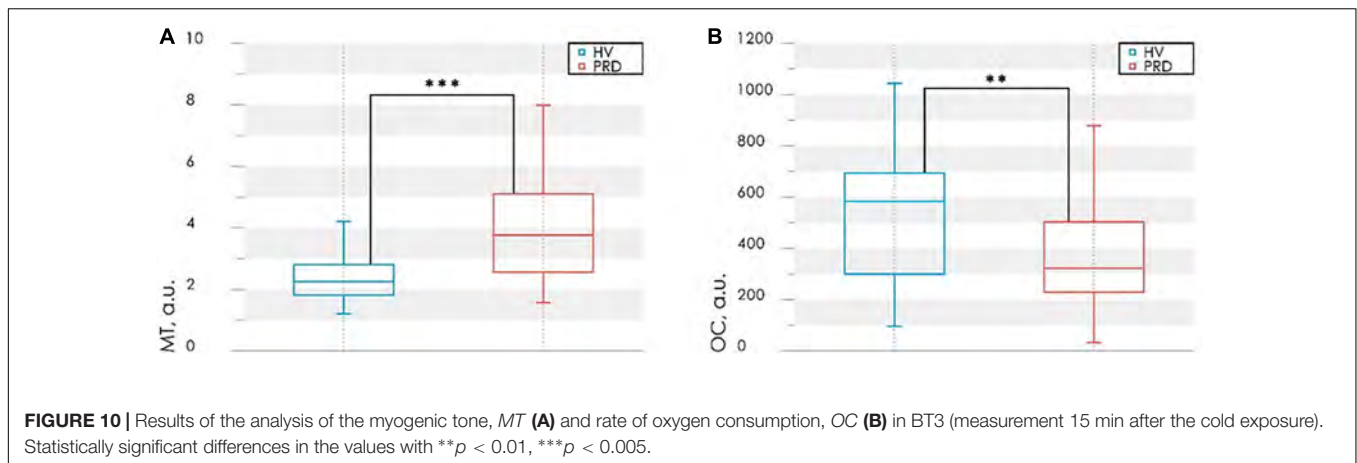 A
10
8
6
4
2
0
MT, a.u.
HV
PRD
***
B
1200
1000
800
600
400
200
0
OC, a.u.
HV
PRD
**
FIGURE 10 | Results of the analysis of the myogenic tone, MT (A) and rate of oxygen consumption, OC (B) in BT3 (measurement 15 min after the cold exposure).
Statistically significant differences in the values with **p < 0.01, ***p < 0.005.